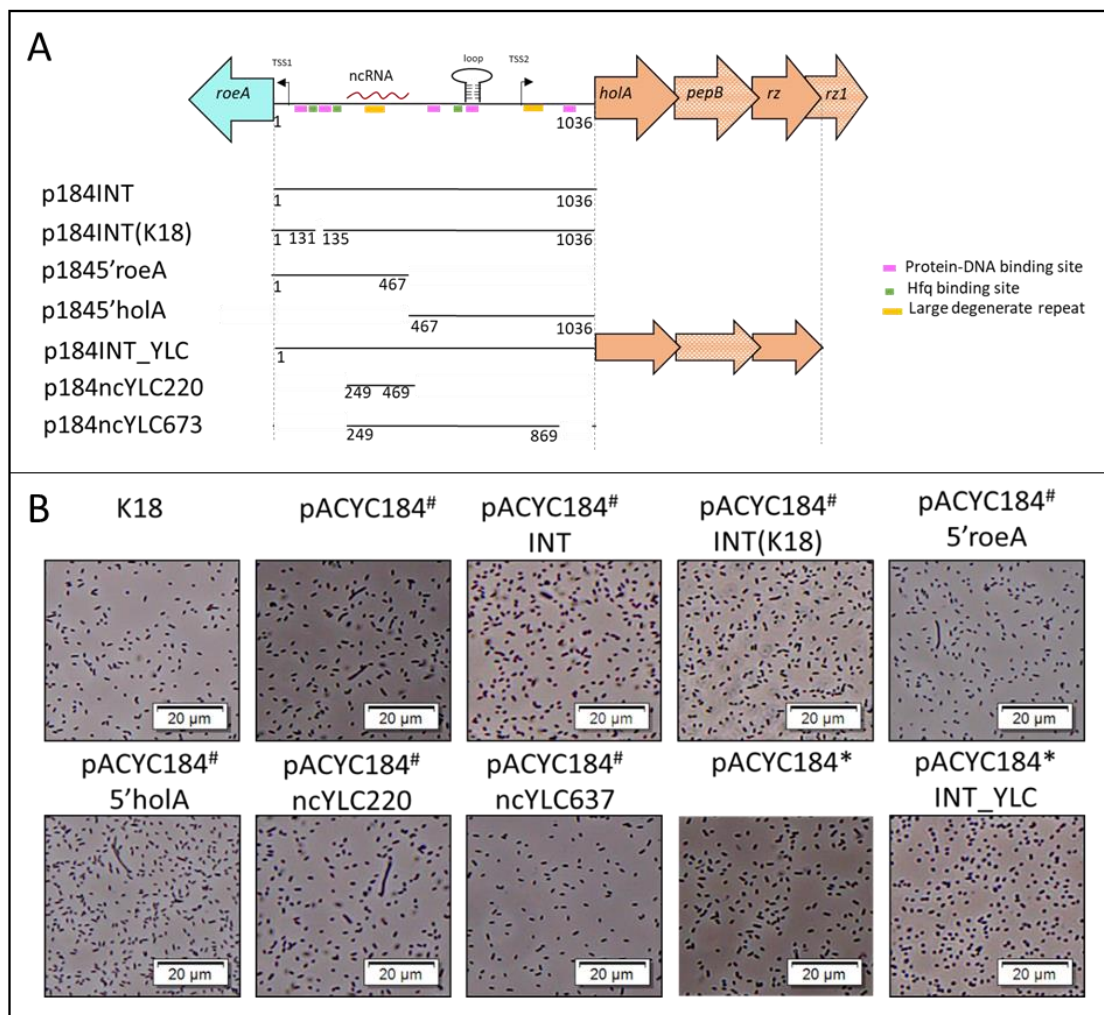 A
TSS1
ncRNA
loop
TSS2
roeA
holA
pepB
rz
rz1
1
1036
p184INT
1
1036
p184INT(K18)
1 131 135
1036
p1845'roeA
1
467
p1845'holA
467
1036
p184INT_YLC
1
p184ncYLC220
249 469
p184ncYLC673
249
869
Protein-DNA binding site
Hfq binding site
Large degenerate repeat
B
K18
pACYC184#
pACYC184#
INT
pACYC184#
INT(K18)
pACYC184#
5'roeA
20 µm
20 µm
20 µm
20 µm
20 µm
pACYC184#
5'holA
pACYC184#
ncYLC220
pACYC184#
ncYLC637
pACYC184*
pACYC184*
INT_YLC
20 µm
20 µm
20 µm
20 µm
20 µm